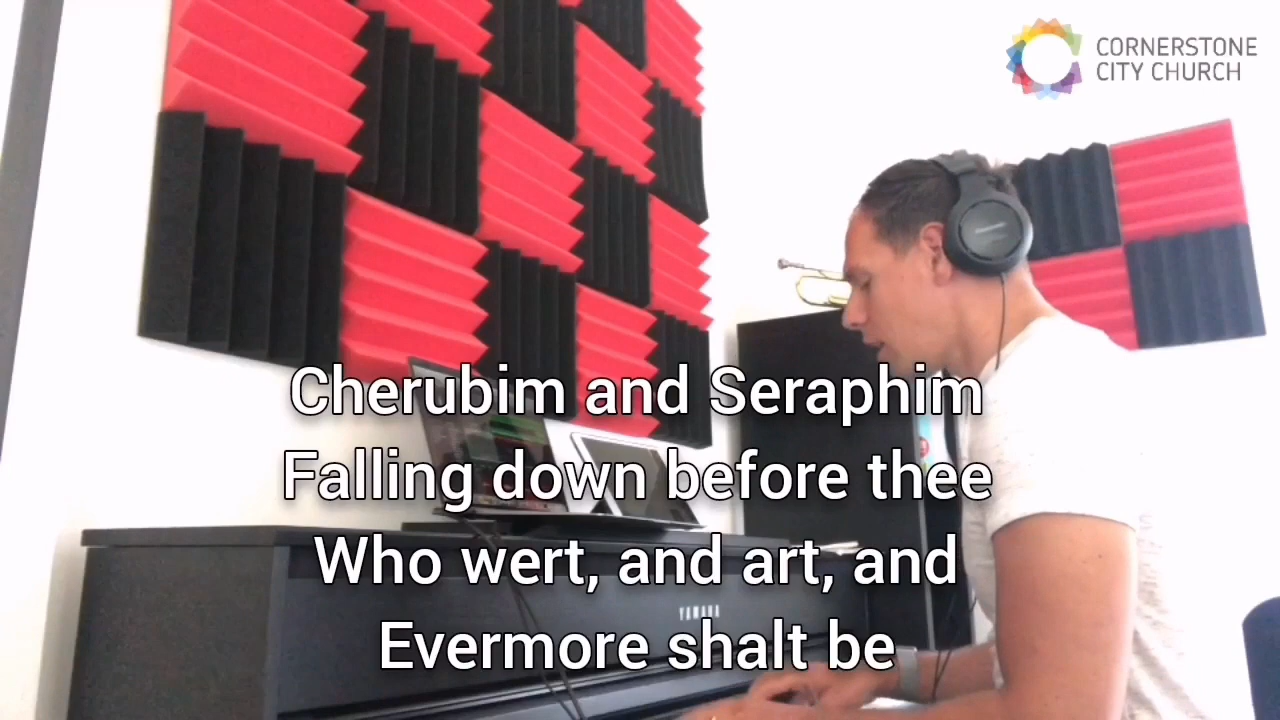 CORNERSTONE
CITY CHURCH
Cherubim and Seraphim
Falling down before thee
Who wert, and art, and
Evermore shalt be
YAMAHA